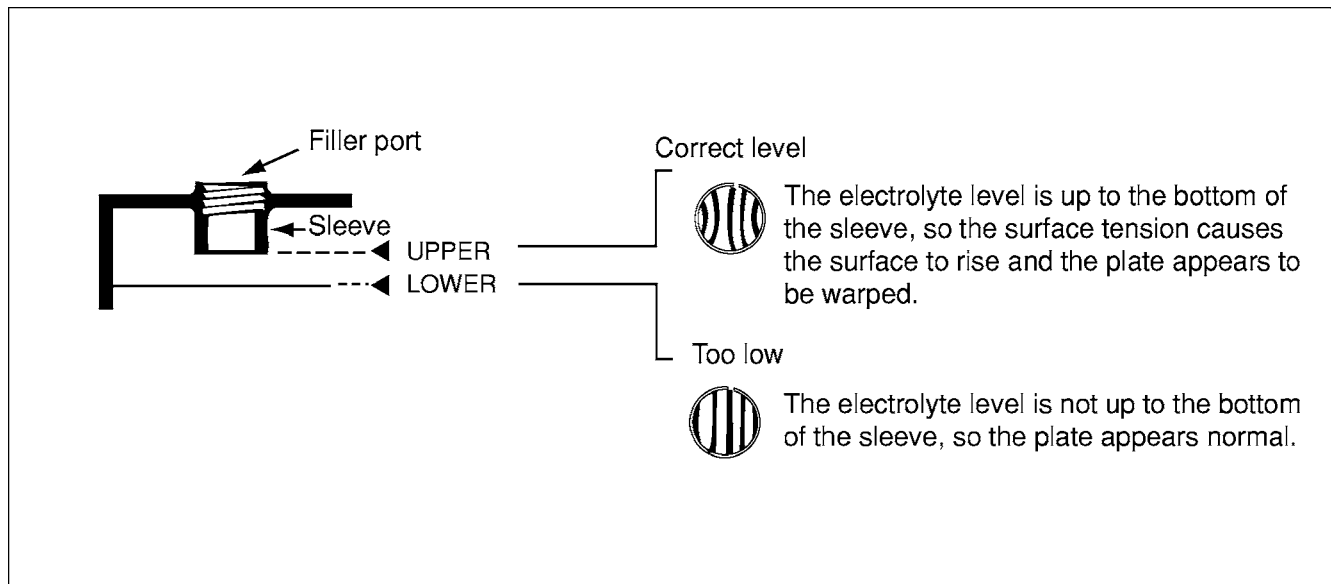 Filler port
Sleeve
UPPER
LOWER
Correct level
The electrolyte level is up to the bottom of
the sleeve, so the surface tension causes
the surface to rise and the plate appears to
be warped.
Too low
The electrolyte level is not up to the bottom
of the sleeve, so the plate appears normal.